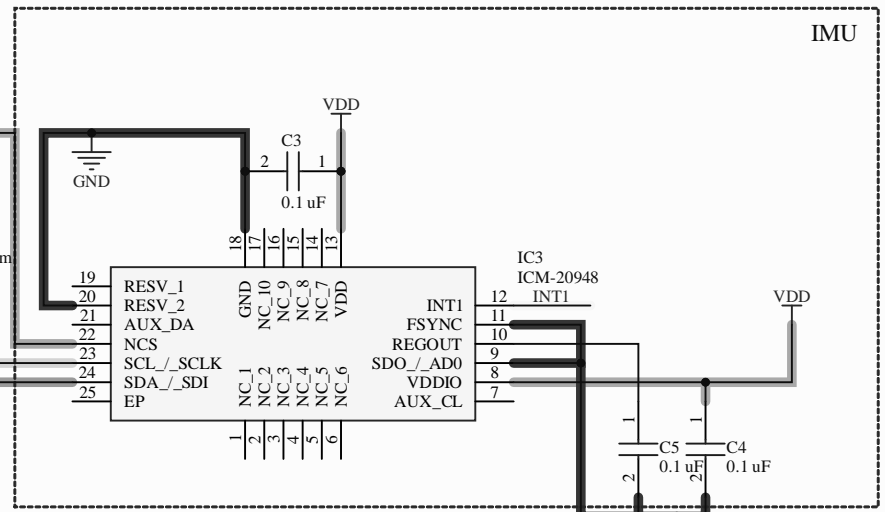 IMU
VDD
C3
2 1
0.1 uF
GND
m
18 17 16 15 14 13
IC3
ICM-20948
INT1
VDD
19 RESV_1
20 RESV_2
21 AUX_DA
22 NCS
23 SCL_/_SCLK
24 SDA_/_SDI
25 EP
GND NC_10 NC_9 NC_8 NC_7 VDD
NC_1 NC_2 NC_3 NC_4 NC_5 NC_6
INT1 12
FSYNC 11
REGOUT 10
SDO_/_AD0 9
VDDIO 8
AUX_CL 7
1 2 3 4 5 6
1 1
C5 C4
0.1 uF 0.1 uF
2 2